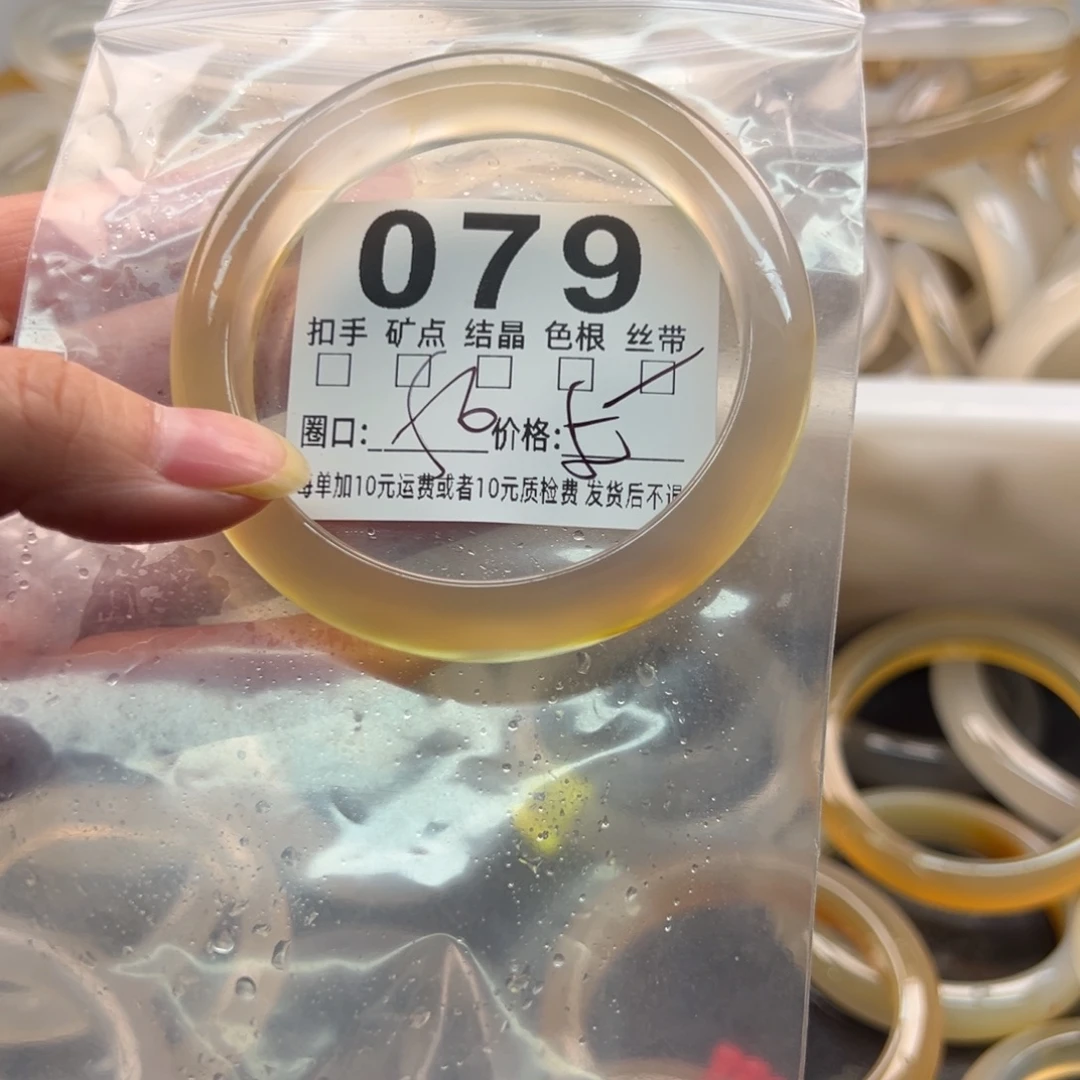 079
扣手 矿点 结晶 色根 丝带
圈口: 56 价格:
每单加10元运费或者10元质检费 发货后不退